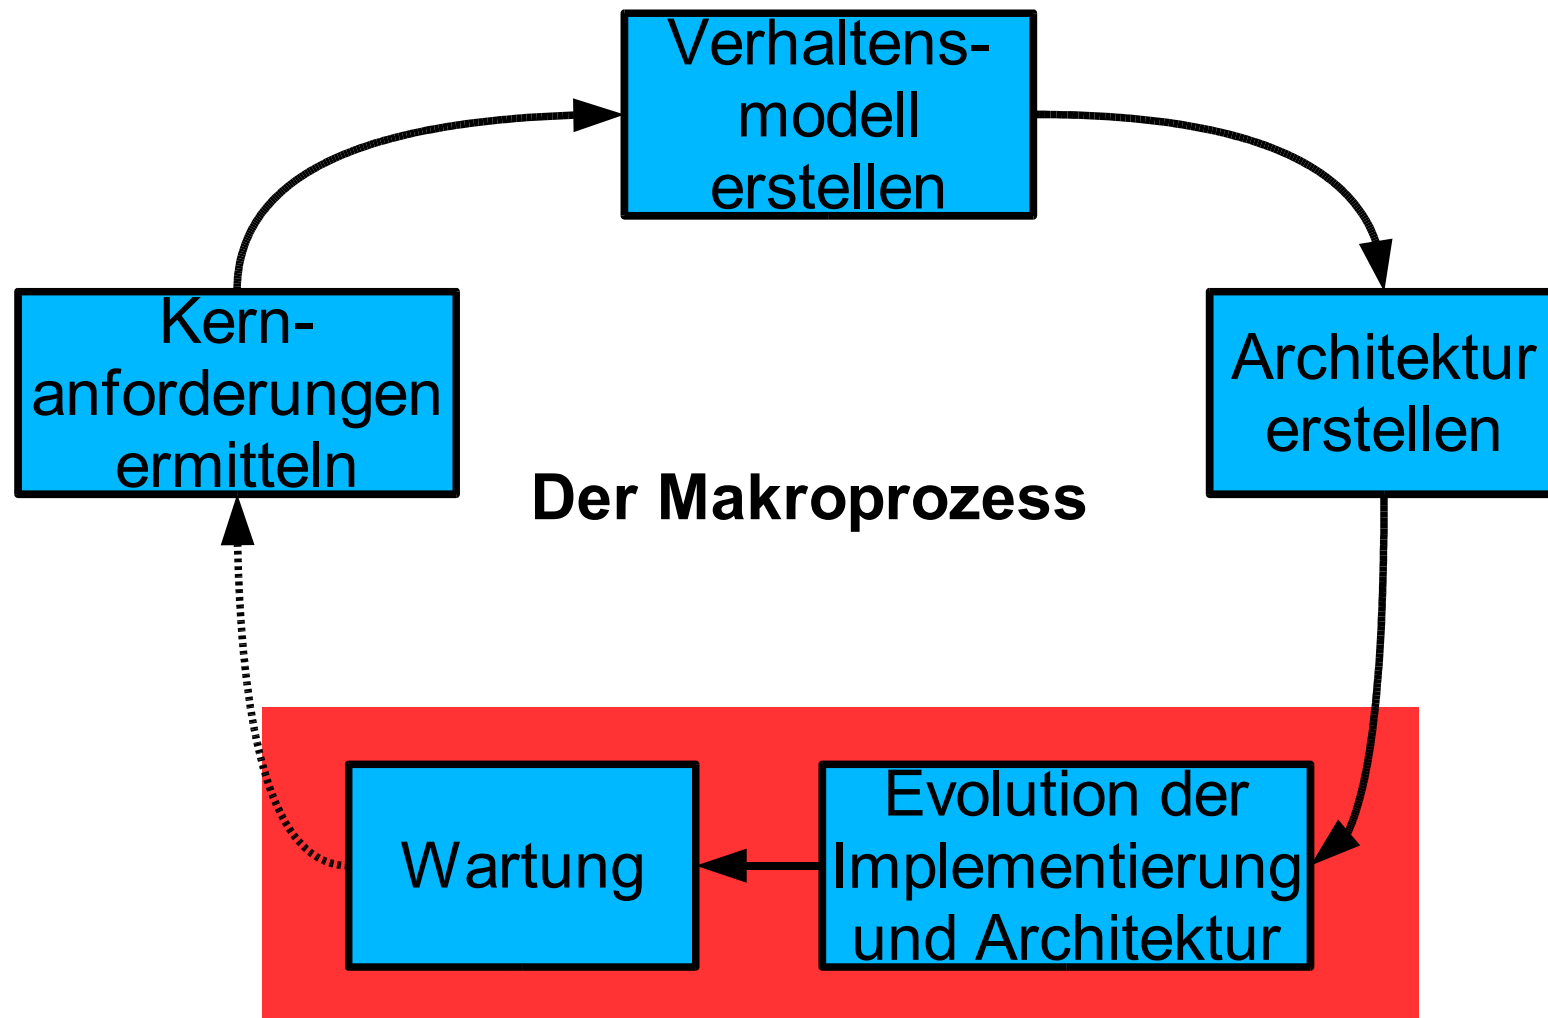 Verhaltens-
modell
erstellen
Kern-
anforderungen
ermitteln
Architektur
erstellen
Der Makroprozess
Wartung
Evolution der
Implementierung
und Architektur